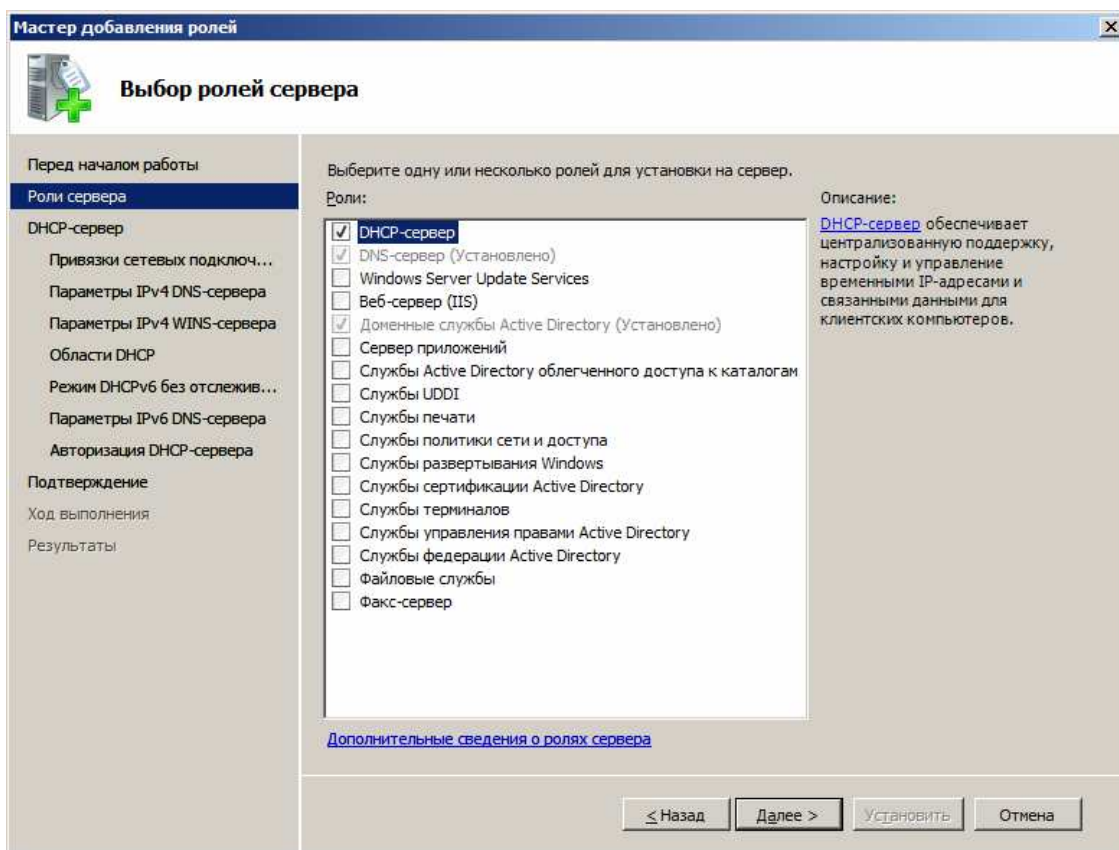 Мастер добавления ролей
Выбор ролей сервера
Перед началом работы
Роли сервера
DHCP-сервер
Привязки сетевых подключ...
Параметры IPv4 DNS-сервера
Параметры IPv4 WINS-сервера
Области DHCP
Режим DHCPv6 без отслежив...
Параметры IPv6 DNS-сервера
Авторизация DHCP-сервера
Подтверждение
Ход выполнения
Результаты
Выберите одну или несколько ролей для установки на сервер.
Роли:
DHCP-сервер
DNS-сервер (Установлено)
Windows Server Update Services
Веб-сервер (IIS)
Доменные службы Active Directory (Установлено)
Сервер приложений
Службы Active Directory облегченного доступа к каталогам
Службы UDDI
Службы печати
Службы политики сети и доступа
Службы развертывания Windows
Службы сертификации Active Directory
Службы терминалов
Службы управления правами Active Directory
Службы федерации Active Directory
Файловые службы
Факс-сервер
Дополнительные сведения о ролях сервера
Описание:
DHCP-сервер обеспечивает
централизованную поддержку,
настройку и управление
временными IP-адресами и
связанными данными для
клиентских компьютеров.
< Назад
Далее >
Установить
Отмена